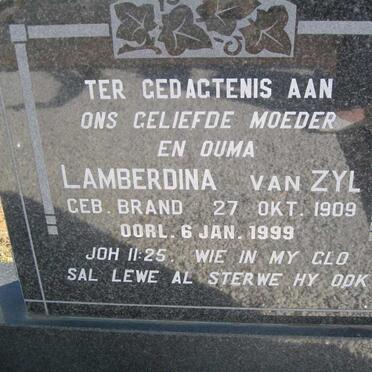 TER GEDAGTENIS AAN
ONS GELIEFDE MOEDER
EN OUMA
LAMBERDINA VAN ZYL
GEB. BRAND 27 OKT. 1909
OORL. 6 JAN. 1999
JOH 11:25. WIE IN MY GLO
SAL LEWE AL STERWE HY OOK